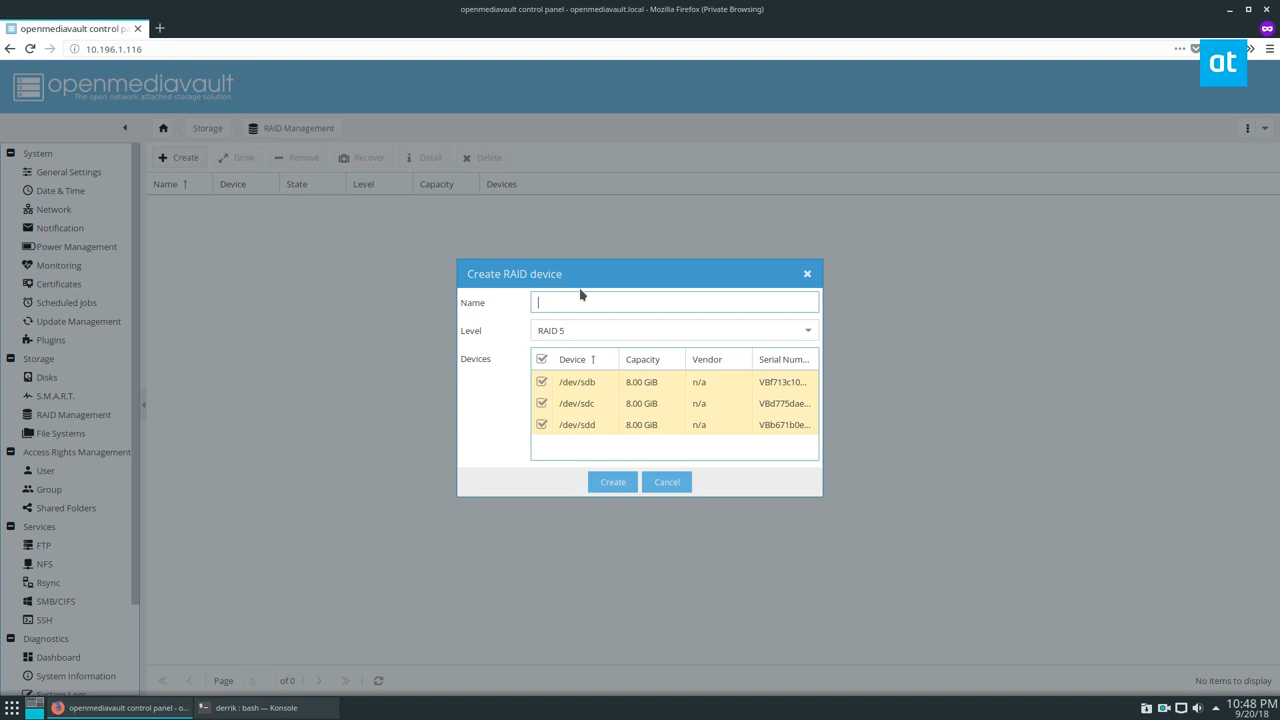 openmediavault control panel - openmediavault.local - Mozilla Firefox (Private Browsing)
openmediavault control pa
10.196.1.116
at
openmediavault
The open network attached storage solution
Storage
RAID Management
System
General Settings
Date & Time
Network
Notification
Power Management
Monitoring
Certificates
Scheduled Jobs
Update Management
Plugins
Storage
Disks
S.M.A.R.T.
RAID Management
File Systems
Access Rights Management
User
Group
Shared Folders
Services
FTP
NFS
Rsync
SMB/CIFS
SSH
Diagnostics
Dashboard
System Information
System Logs
Create Grow Remove Recover Detail Delete
Name Device State Level Capacity Devices
Create RAID device
Name
Level RAID 5
Devices Device Capacity Vendor Serial Num...
/dev/sdb 8.00 GiB n/a VBf713c10...
/dev/sdc 8.00 GiB n/a VBd775dae...
/dev/sdd 8.00 GiB n/a VBb671b0e...
Create Cancel
Page 0 of 0 No items to display
openmediavault control panel - o...
derrik : bash — Konsole
10:48 PM
9/20/18